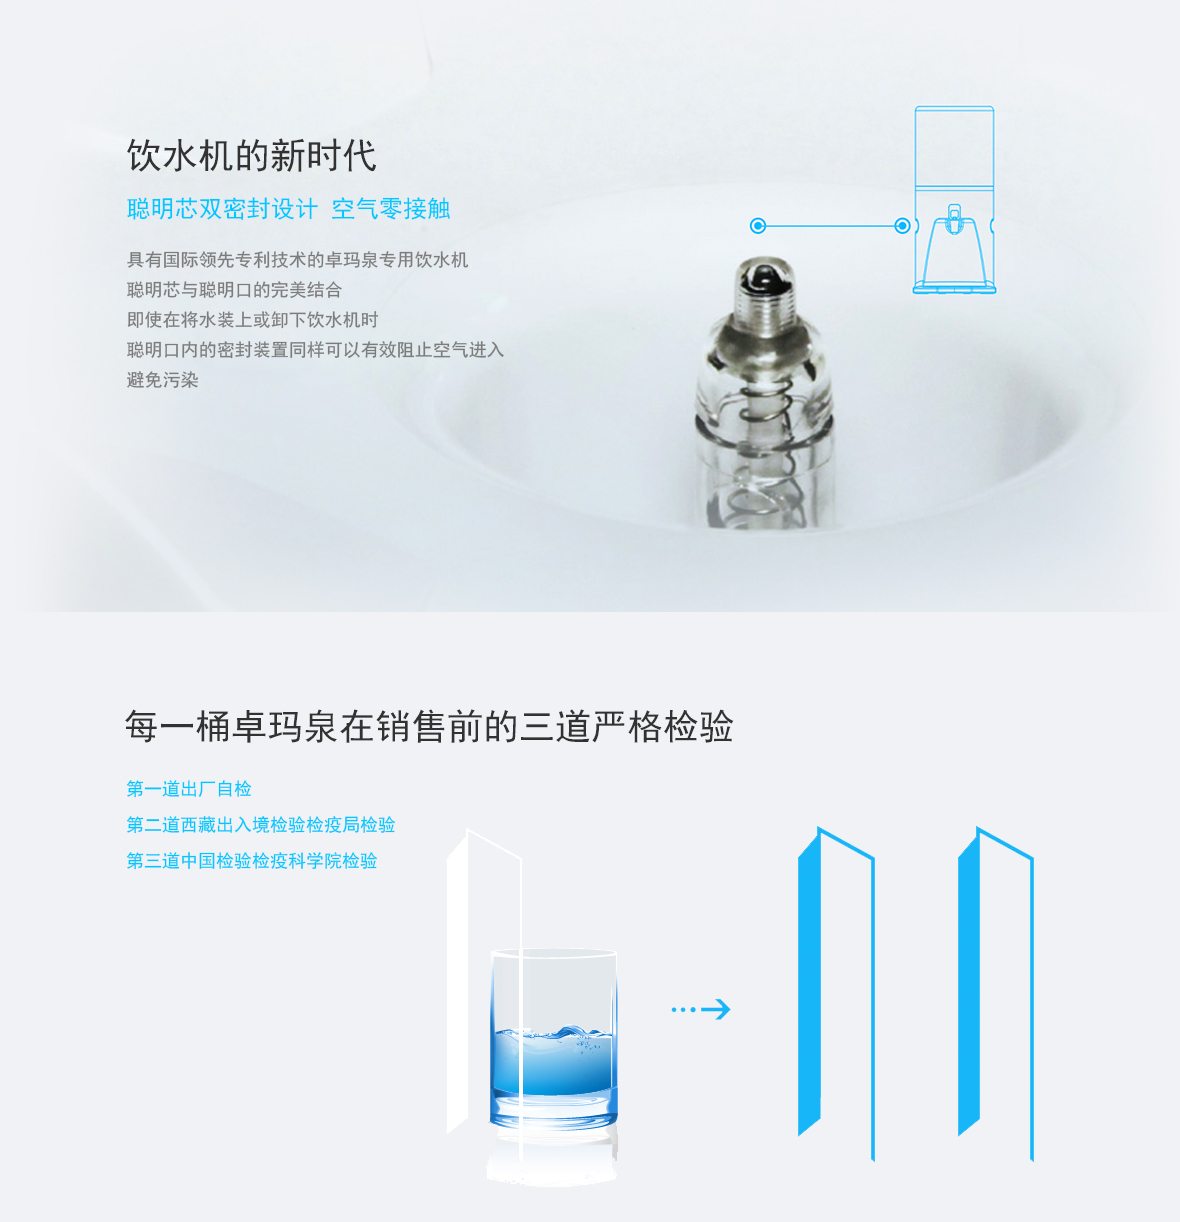 饮水机的新时代
聪明芯双密封设计 空气零接触
具有国际领先专利技术的卓玛泉专用饮水机
聪明芯与聪明口的完美结合
即使在将水装上或卸下饮水机时
聪明口内的密封装置同样可以有效阻止空气进入
避免污染
每一桶卓玛泉在销售前的三道严格检验
第一道出厂自检
第二道西藏出入境检验检疫局检验
第三道中国检验检疫科学院检验